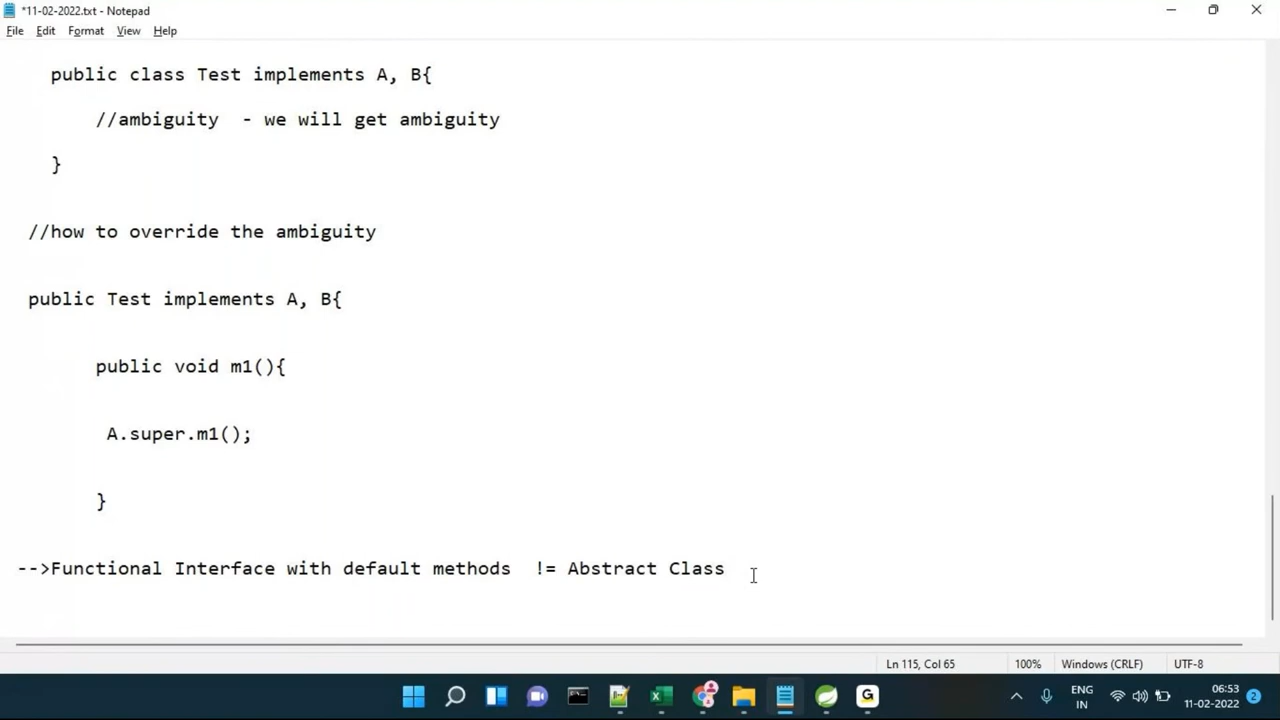 *11-02-2022.txt - Notepad
File Edit Format View Help
public class Test implements A, B{
//ambiguity - we will get ambiguity
}
//how to override the ambiguity
public Test implements A, B{
public void m1(){
A.super.m1();
}
-->Functional Interface with default methods != Abstract Class
Ln 115, Col 65 100% Windows (CRLF) UTF-8
ENG 06:53
IN 11-02-2022 2
G